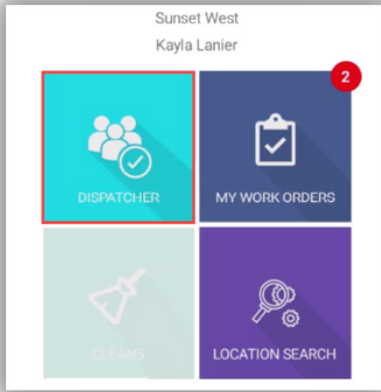 Sunset West
Kayla Lanier
2
DISPATCHER
MY WORK ORDERS
CLEANS
LOCATION SEARCH